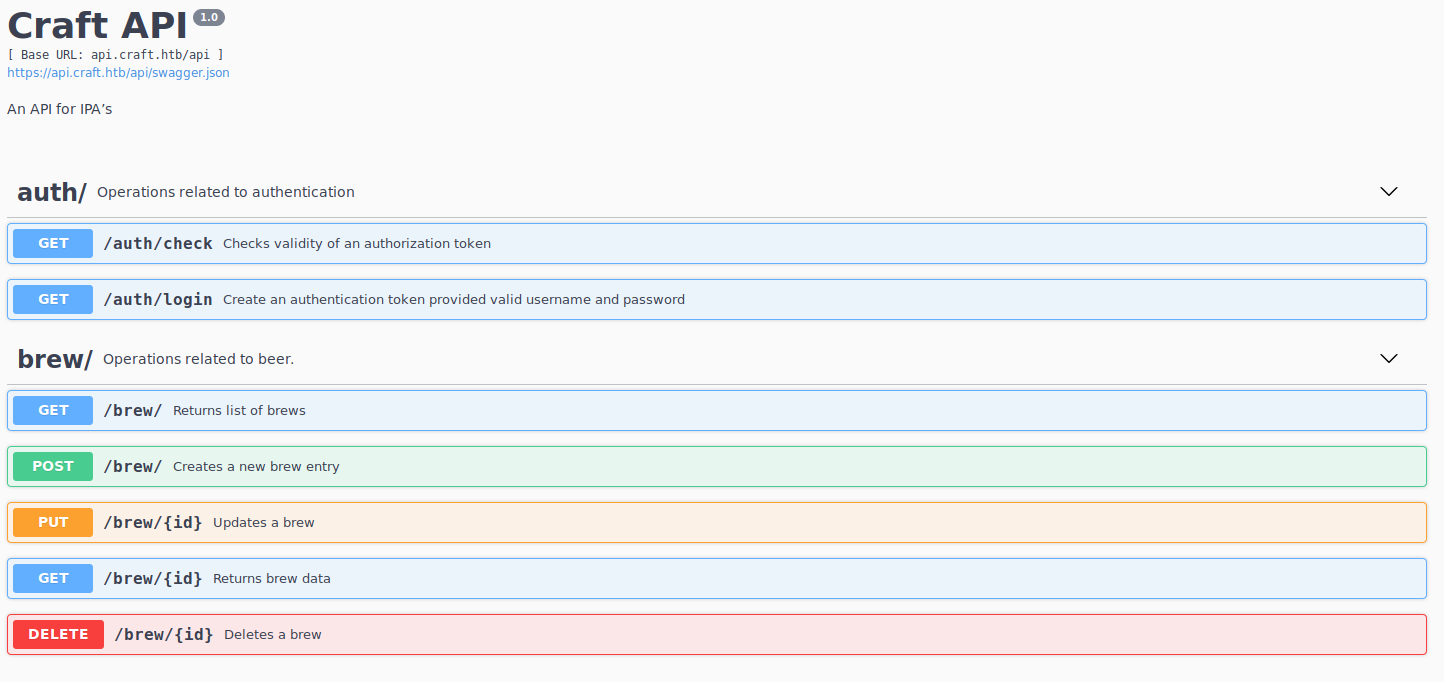 Craft API 1.0
[ Base URL: api.craft.htb/api ]
https://api.craft.htb/api/swagger.json
An API for IPA’s
auth/ Operations related to authentication
GET /auth/check Checks validity of an authorization token
GET /auth/login Create an authentication token provided valid username and password
brew/ Operations related to beer.
GET /brew/ Returns list of brews
POST /brew/ Creates a new brew entry
PUT /brew/{id} Updates a brew
GET /brew/{id} Returns brew data
DELETE /brew/{id} Deletes a brew